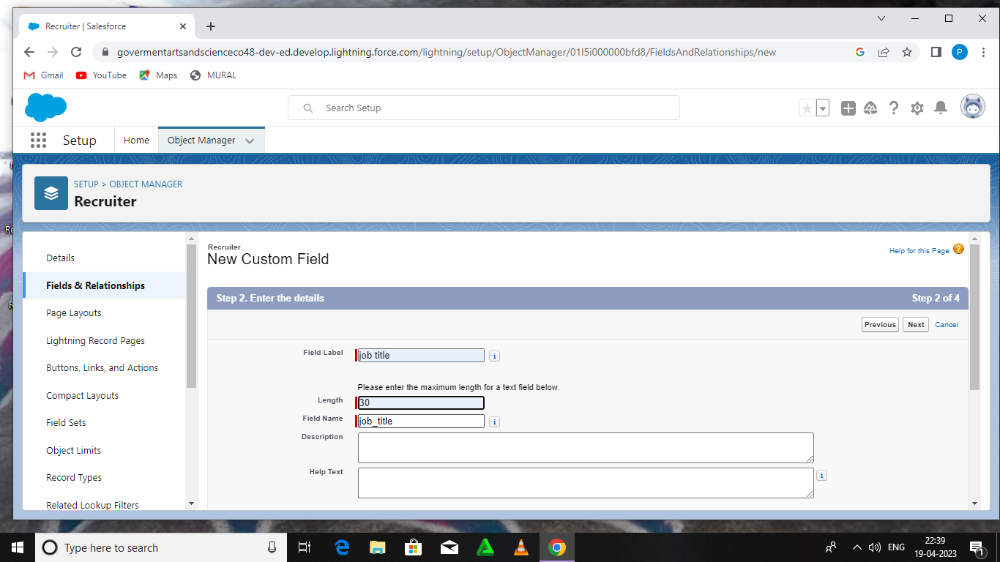 Recruiter | Salesforce
govermentartsandscienceco48-dev-ed.develop.lightning.force.com/lightning/setup/ObjectManager/01I5i000000bfd8/FieldsAndRelationships/new
P
Gmail YouTube Maps MURAL
Search Setup
Setup Home Object Manager
SETUP > OBJECT MANAGER
Recruiter
Details
Fields & Relationships
Page Layouts
Lightning Record Pages
Buttons, Links, and Actions
Compact Layouts
Field Sets
Object Limits
Record Types
Related Lookup Filters
Recruiter
New Custom Field
Help for this Page ?
Step 2. Enter the details Step 2 of 4
Previous Next Cancel
Field Label job title i
Please enter the maximum length for a text field below.
Length 30
Field Name job_title i
Description
Help Text i
Type here to search
ENG
22:39
19-04-2023
1